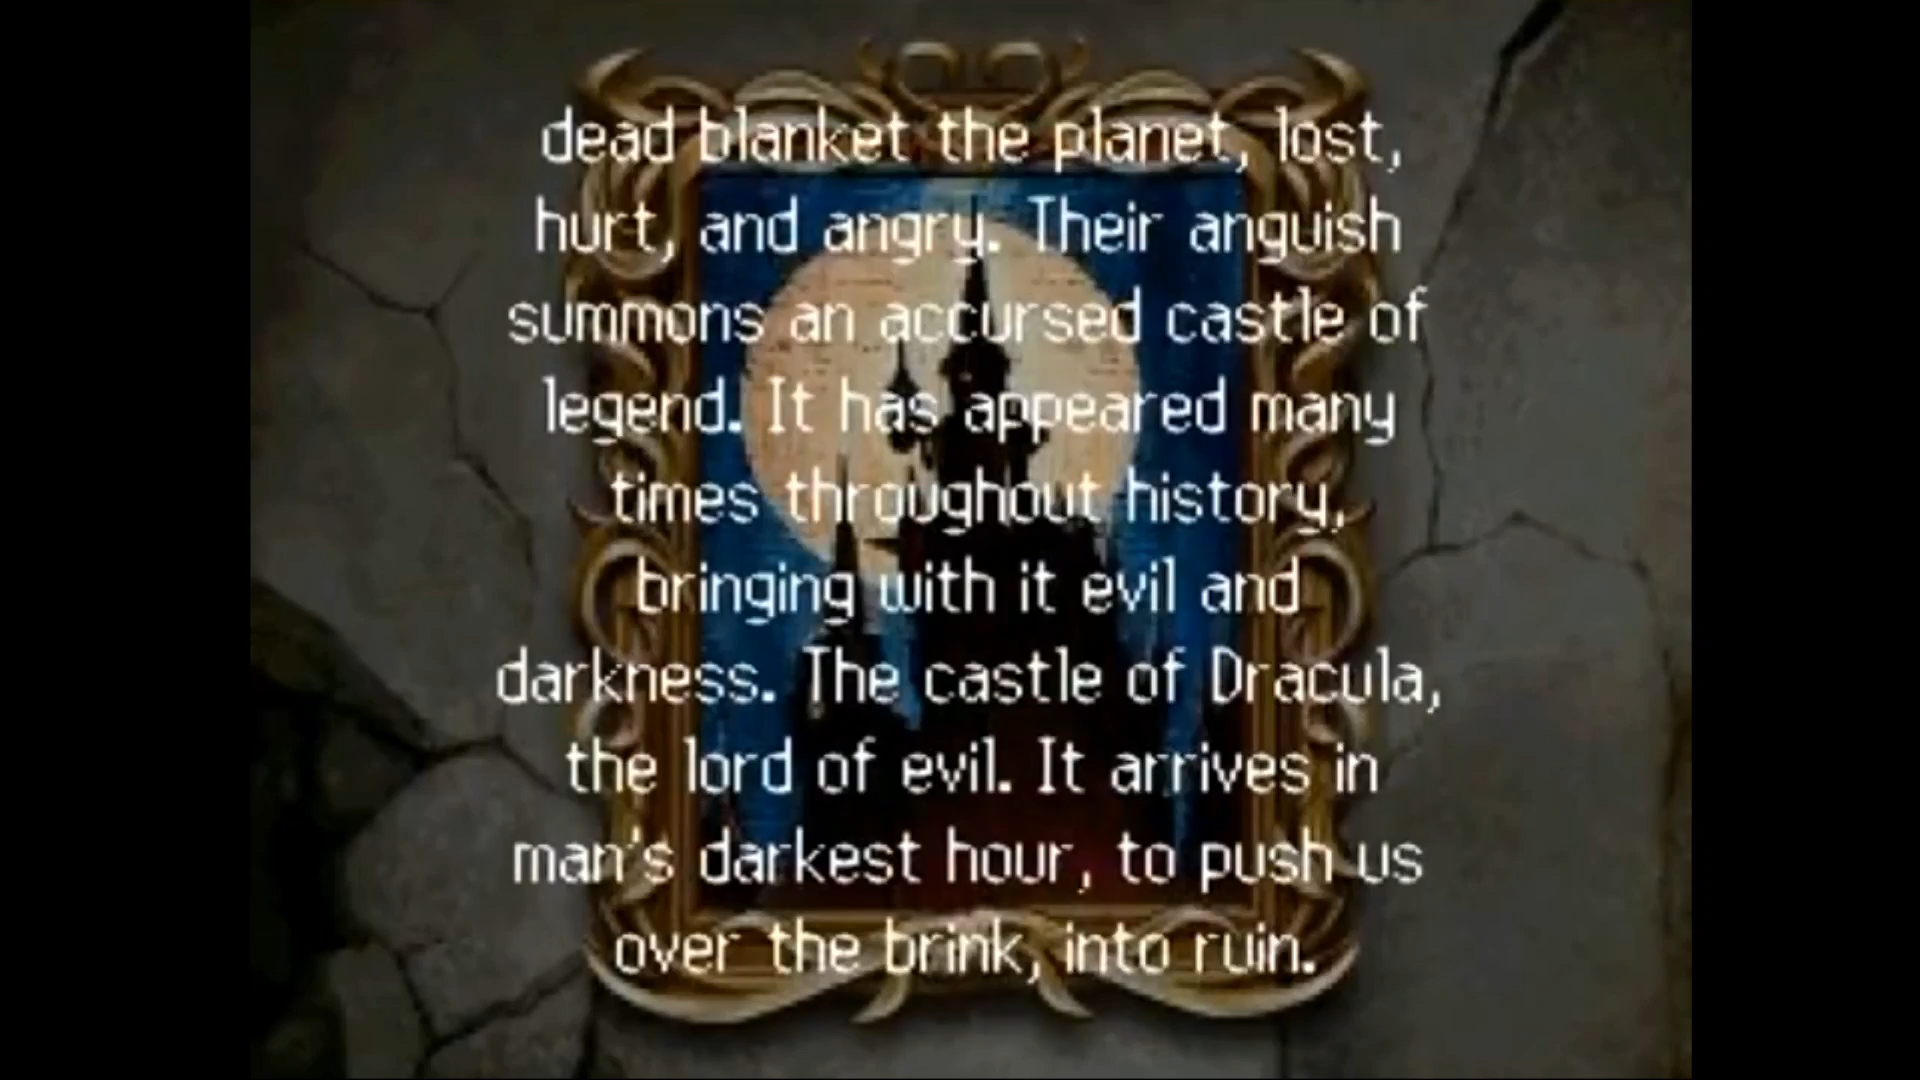 dead blanket the planet, lost,
hurt, and angry. Their anguish
summons an accursed castle of
legend. It has appeared many
times throughout history,
bringing with it evil and
darkness. The castle of Dracula,
the lord of evil. It arrives in
man's darkest hour, to push us
over the brink, into ruin.